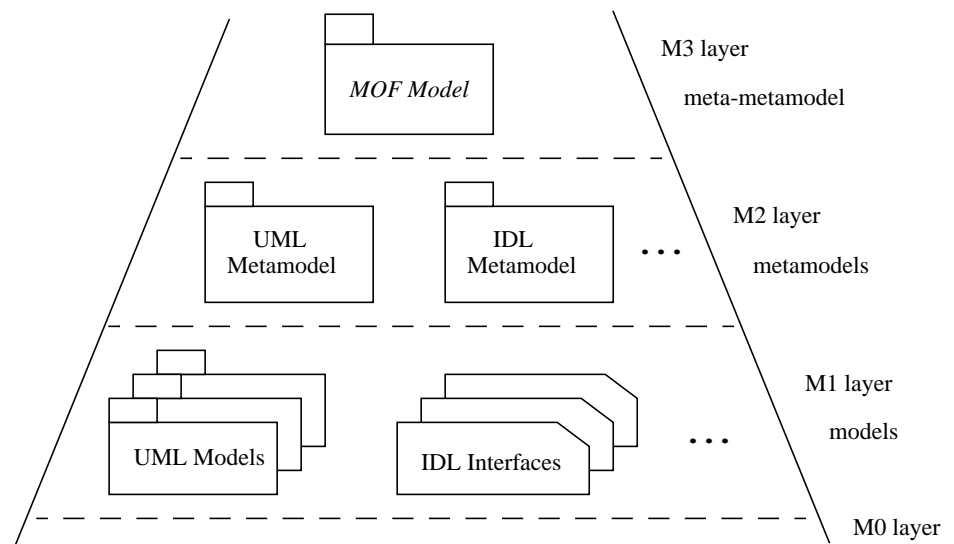 M3 layer
MOF Model
meta-metamodel
M2 layer
UML
Metamodel
IDL
Metamodel
...
metamodels
M1 layer
models
UML Models
IDL Interfaces
...
M0 layer